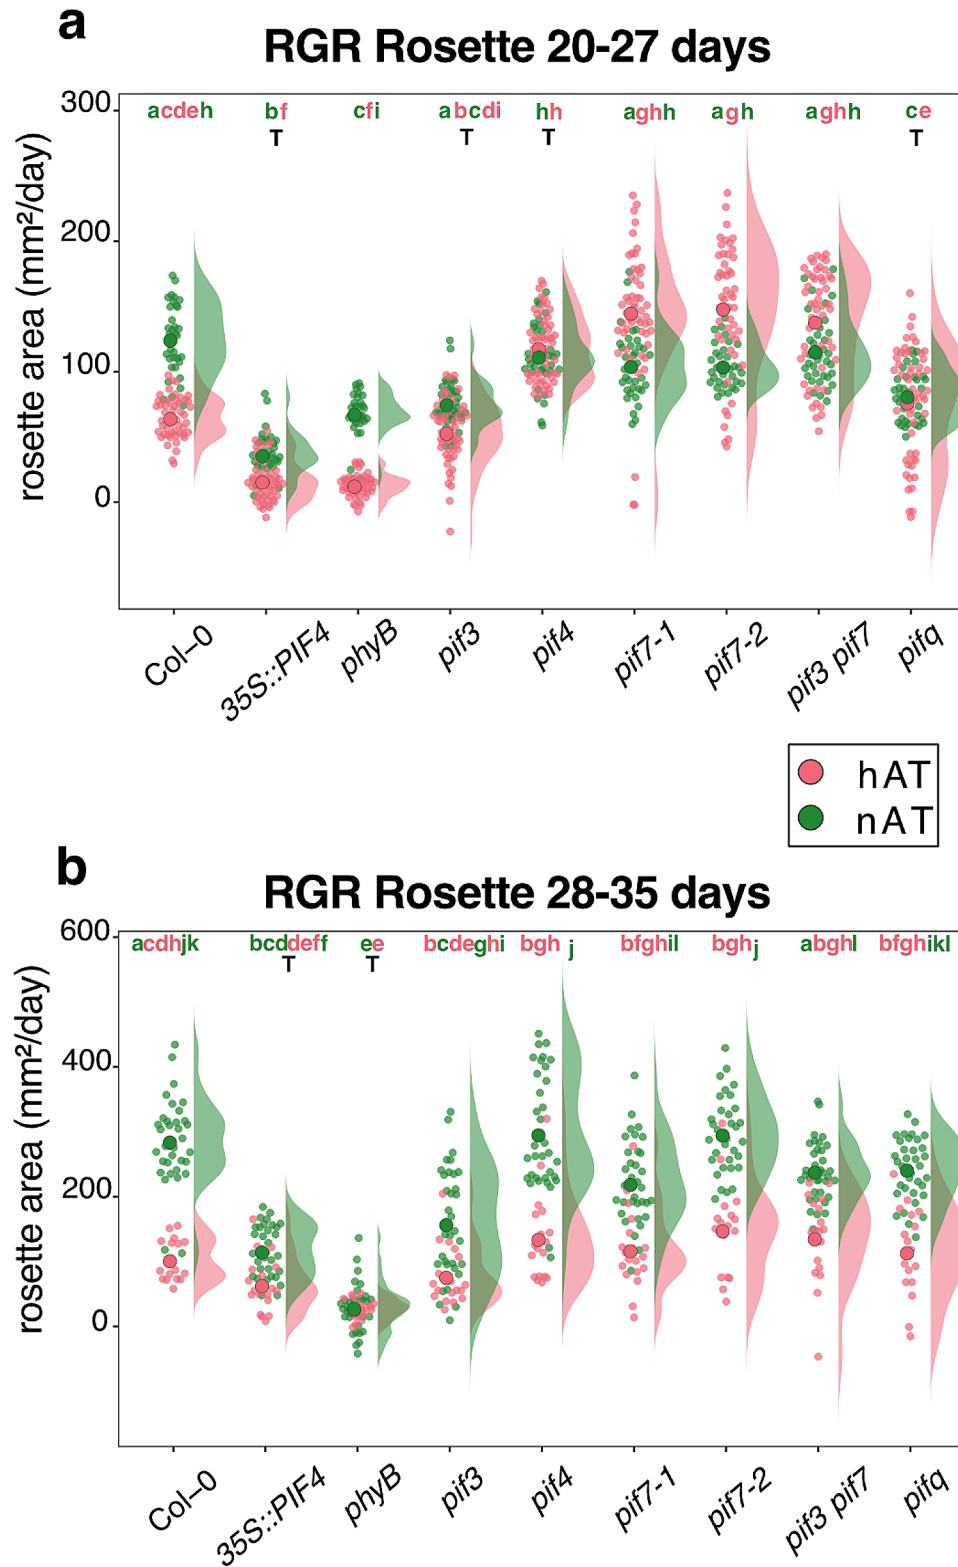 a
RGR Rosette 20-27 days
rosette area (mm²/day)
300
200
100
0
acdeh bf cfi abcdi hh aghh agh aghh ce
T T T T
Col–0 35S::PIF4 phyB pif3 pif4 pif7-1 pif7-2 pif3 pif7 pifq
hAT
nAT
b
RGR Rosette 28-35 days
rosette area (mm²/day)
600
400
200
0
acdhjk bcddeff ee bcdeghi bgh j bfghil bghj abghl bfghikl
T T
Col–0 35S::PIF4 phyB pif3 pif4 pif7-1 pif7-2 pif3 pif7 pifq